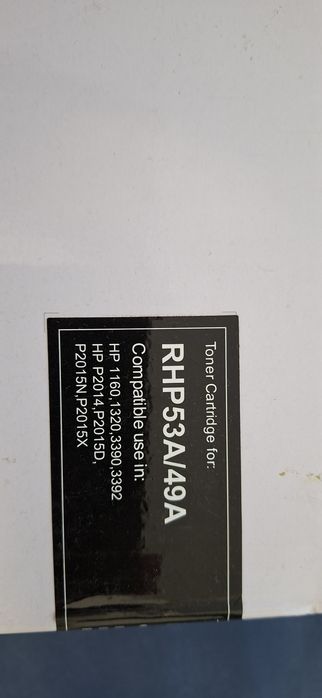 Toner Cartridge for:
RHP53A/49A
Compatible use in:
HP 1160,1320,3390,3392
HP P2014,P2015D,
P2015N,P2015X